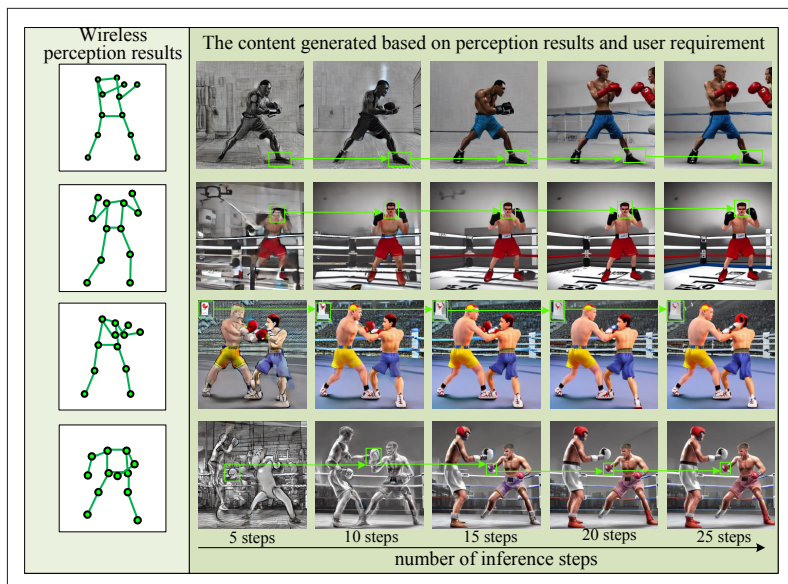 Wireless
perception results
The content generated based on perception results and user requirement
5 steps
10 steps
15 steps
20 steps
25 steps
number of inference steps